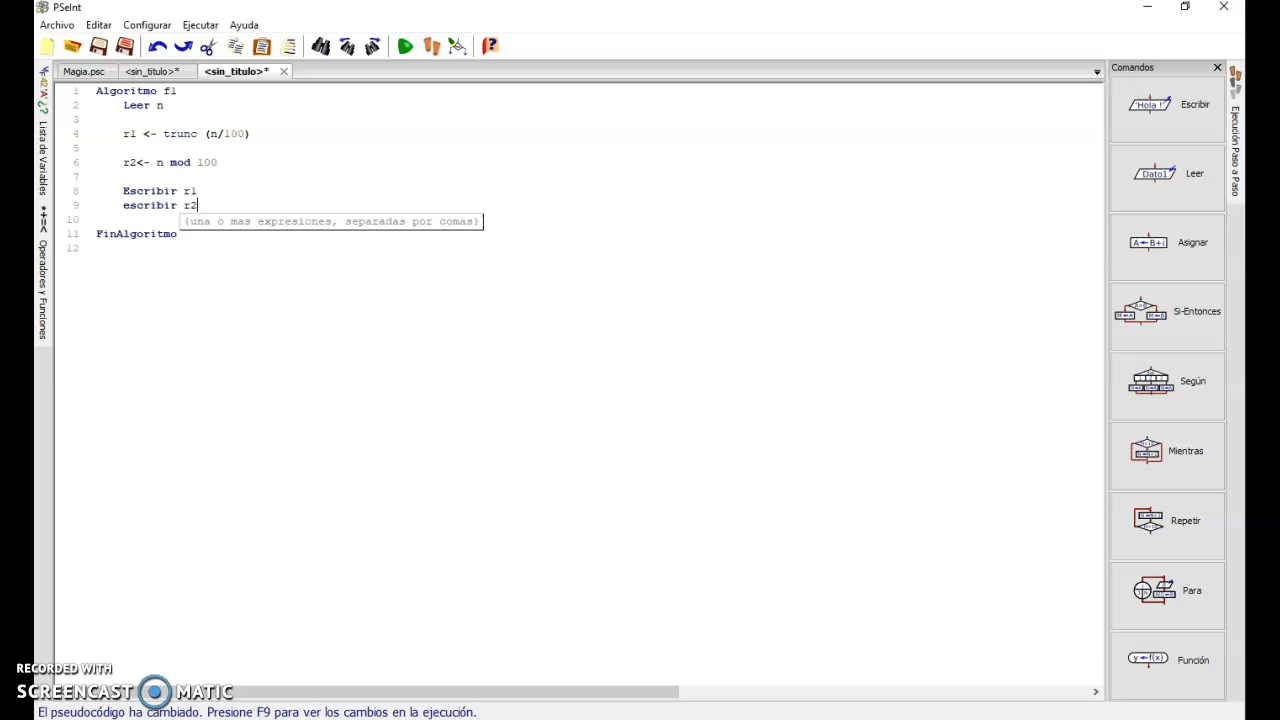 PSeInt
Archivo Editar Configurar Ejecutar Ayuda
Magia.psc <sin_titulo>* <sin_titulo>*
1 Algoritmo f1
2 Leer n
3
4 r1 <- trunc (n/100)
5
6 r2<- n mod 100
7
8 Escribir r1
9 escribir r2
10 {una o mas expresiones, separadas por comas}
11 FinAlgoritmo
12
Lista de Variables
*+=< Operadores y Funciones
Comandos
'Hola !' Escribir
Dato1 Leer
A←B+i Asignar
Si-Entonces
Según
Mientras
Repetir
Para
y←f(x) Función
Ejecución Paso a Paso
RECORDED WITH
SCREENCAST MATIC
El pseudocódigo ha cambiado. Presione F9 para ver los cambios en la ejecución.